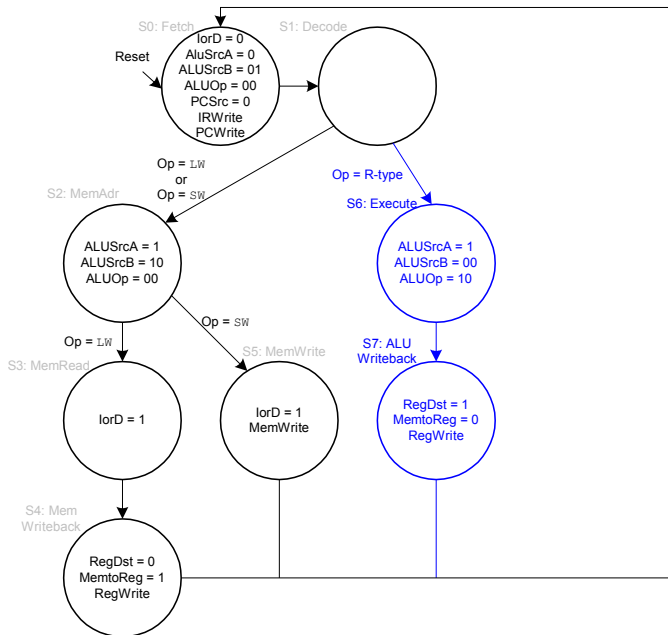 S0: Fetch
S1: Decode
Reset
IorD = 0
AluSrcA = 0
ALUSrcB = 01
ALUOp = 00
PCSrc = 0
IRWrite
PCWrite
Op = LW
or
Op = SW
Op = R-type
S2: MemAdr
S6: Execute
ALUSrcA = 1
ALUSrcB = 10
ALUOp = 00
ALUSrcA = 1
ALUSrcB = 00
ALUOp = 10
Op = LW
Op = SW
S3: MemRead
S5: MemWrite
S7: ALU
Writeback
IorD = 1
IorD = 1
MemWrite
RegDst = 1
MemtoReg = 0
RegWrite
S4: Mem
Writeback
RegDst = 0
MemtoReg = 1
RegWrite